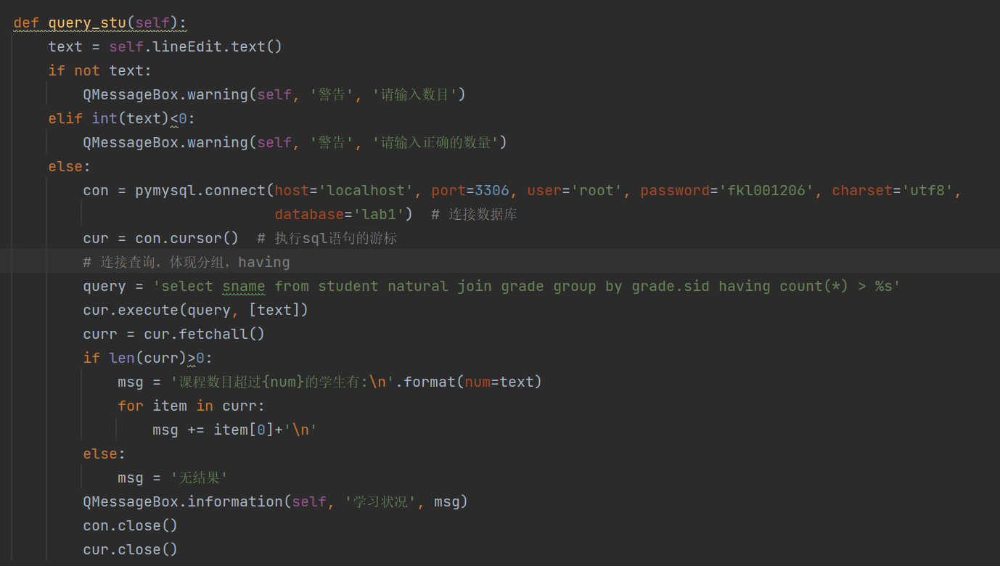 def query_stu(self):
    text = self.lineEdit.text()
    if not text:
        QMessageBox.warning(self, '警告', '请输入数目')
    elif int(text)<0:
        QMessageBox.warning(self, '警告', '请输入正确的数量')
    else:
        con = pymysql.connect(host='localhost', port=3306, user='root', password='fkl001206', charset='utf8',
                              database='lab1')  # 连接数据库
        cur = con.cursor()  # 执行sql语句的游标
        # 连接查询，体现分组，having
        query = 'select sname from student natural join grade group by grade.sid having count(*) > %s'
        cur.execute(query, [text])
        curr = cur.fetchall()
        if len(curr)>0:
            msg = '课程数目超过{num}的学生有:\n'.format(num=text)
            for item in curr:
                msg += item[0]+'\n'
        else:
            msg = '无结果'
        QMessageBox.information(self, '学习状况', msg)
        con.close()
        cur.close()